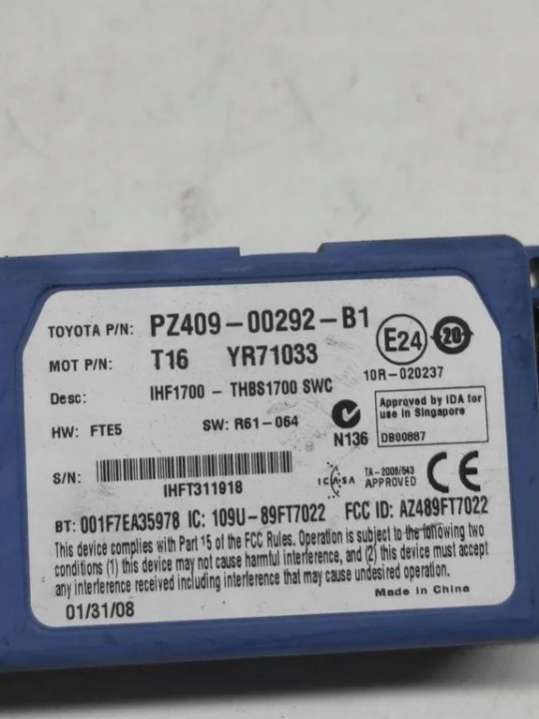 TOYOTA P/N: PZ409-00292-B1
MOT P/N: T16 YR71033
E24 20
10R-020237
Desc: IHF1700 - THBS1700 SWC
HW: FTE5 SW: R61-064
N136
Approved by IDA for
use in Singapore
DB00887
S/N:
IHFT311918
ICASA
TA-2006/943
APPROVED
CE
BT: 001F7EA35978 IC: 109U-89FT7022 FCC ID: AZ489FT7022
This device complies with Part 15 of the FCC Rules. Operation is subject to the following two
conditions (1) this device may not cause harmful interference, and (2) this device must accept
any interference received including interference that may cause undesired operation.
Made in China
01/31/08